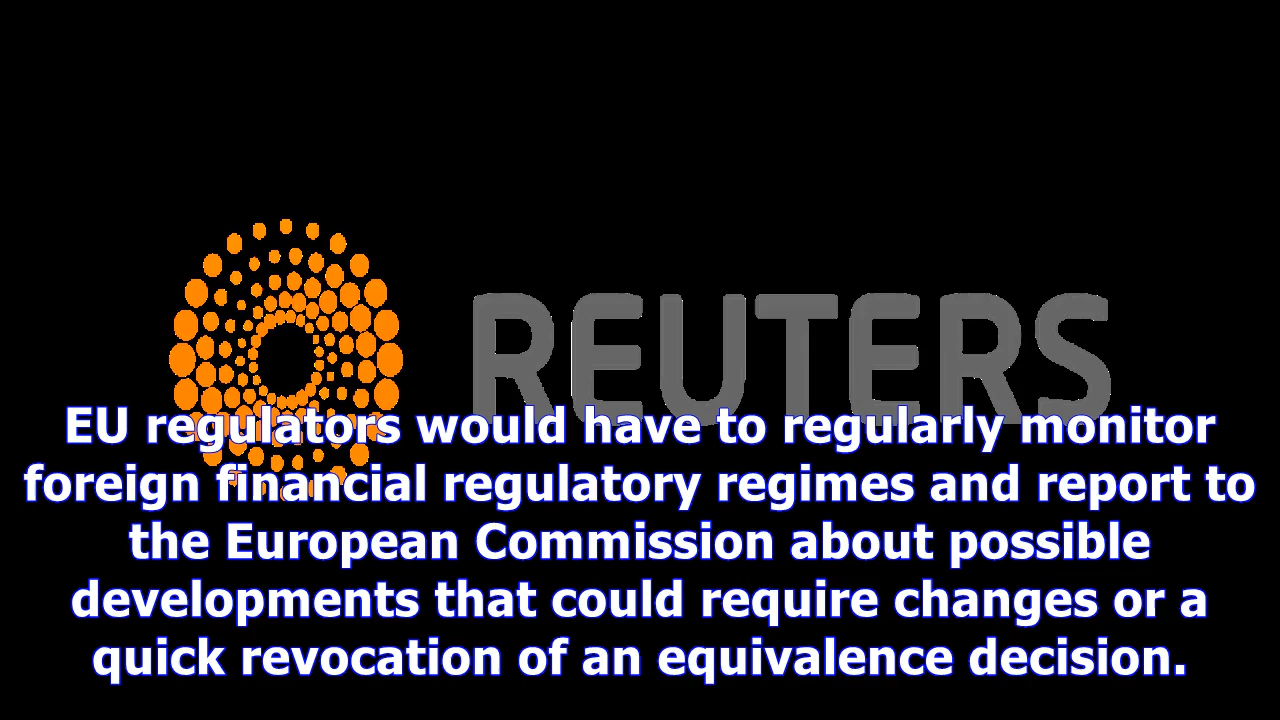 REUTERS
EU regulators would have to regularly monitor
foreign financial regulatory regimes and report to
the European Commission about possible
developments that could require changes or a
quick revocation of an equivalence decision.